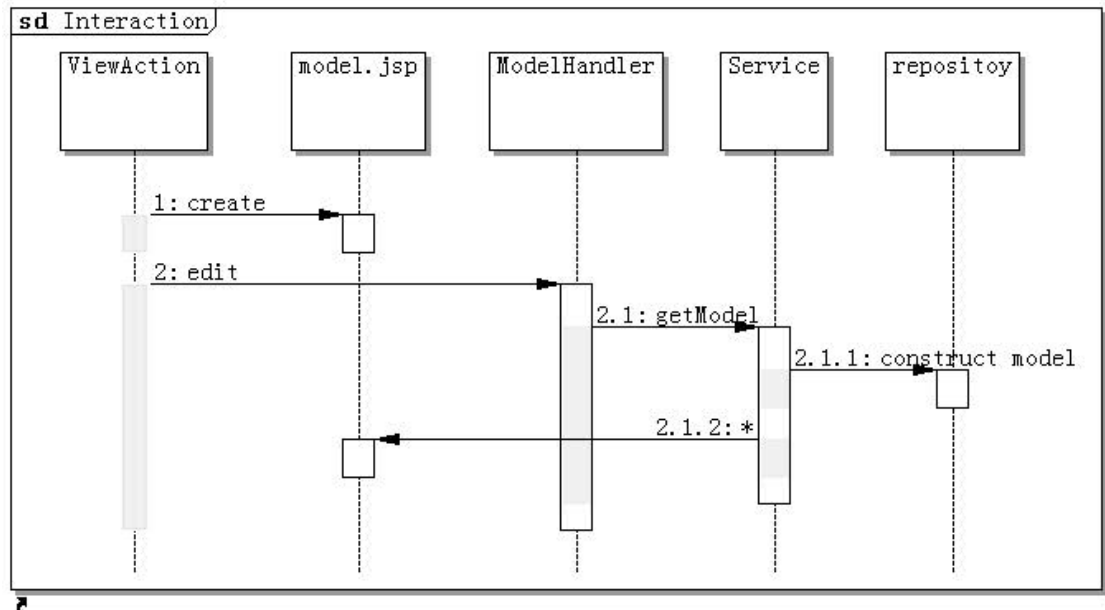 sd Interaction
ViewAction
model.jsp
ModelHandler
Service
repositoy
1: create
2: edit
2.1: getModel
2.1.1: construct model
2.1.2: *